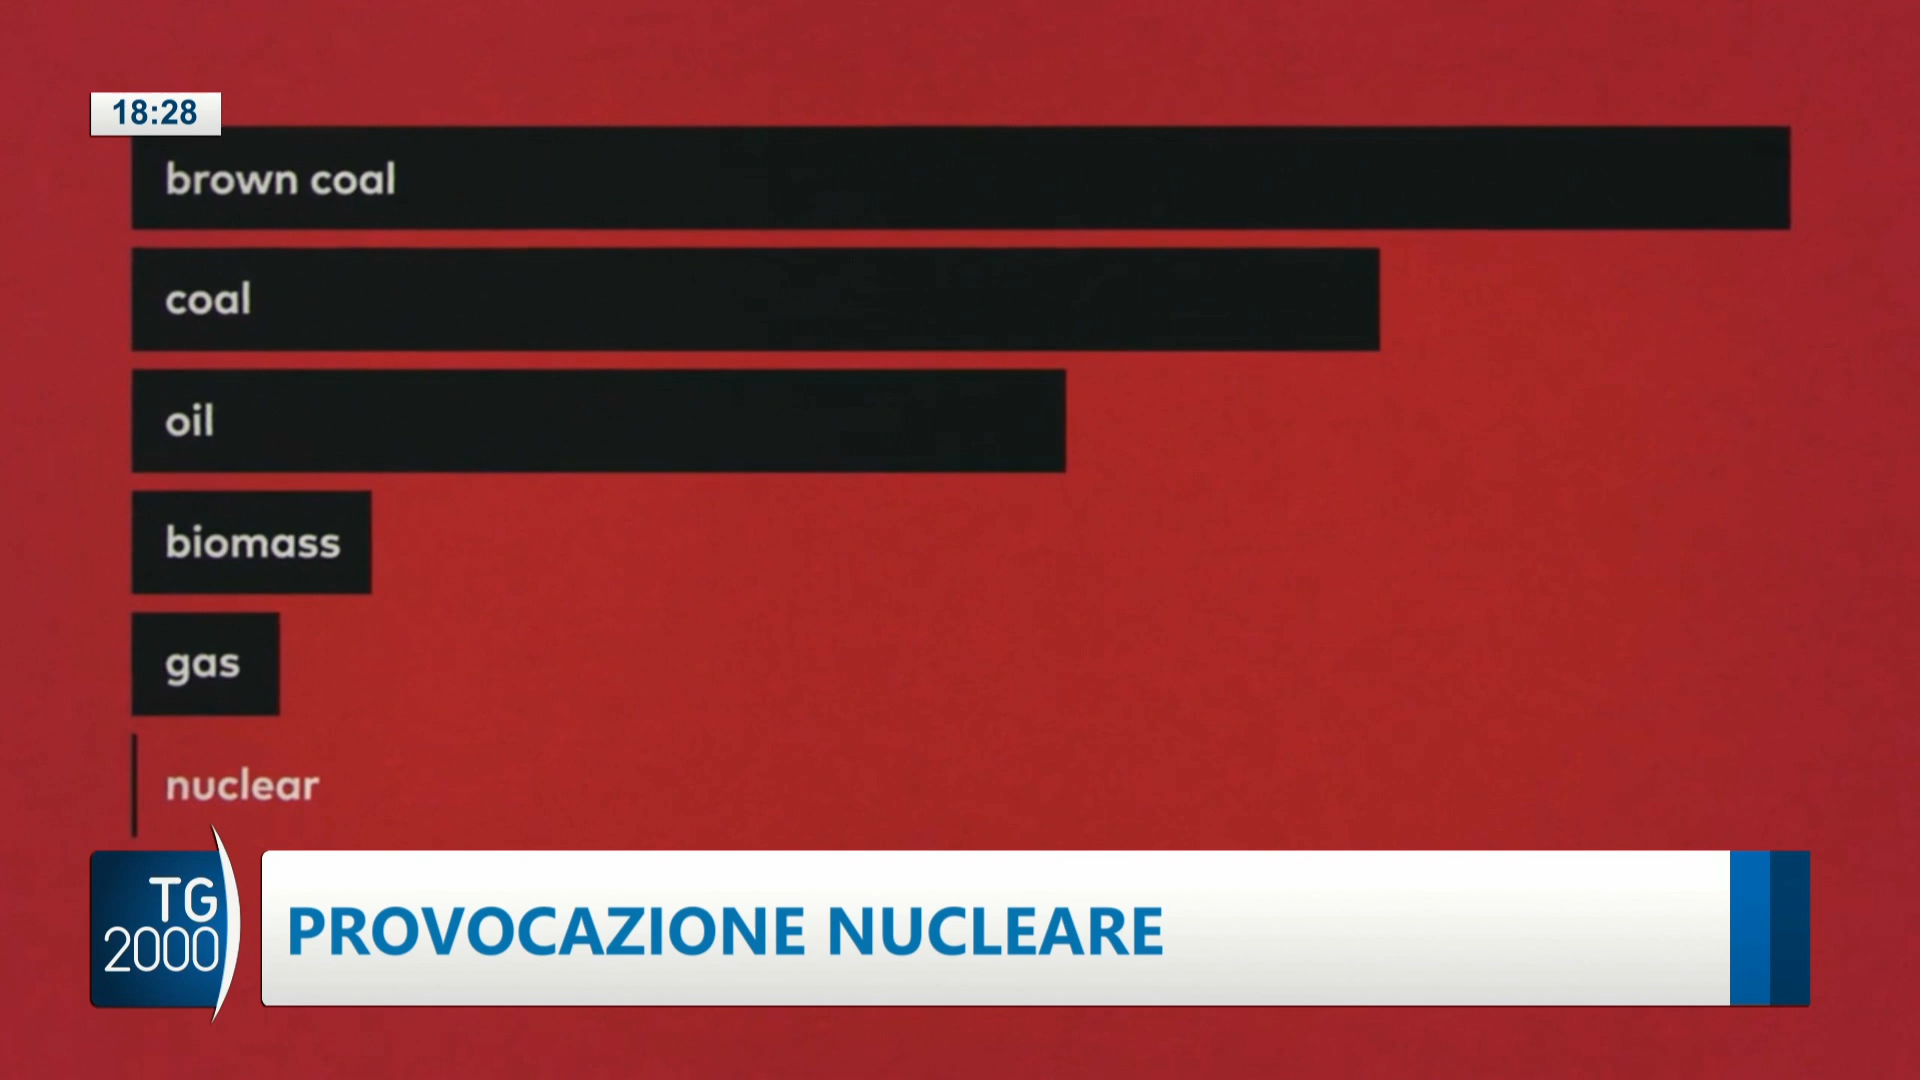 18:28
brown coal
coal
oil
biomass
gas
nuclear
TG
2000
PROVOCAZIONE NUCLEARE